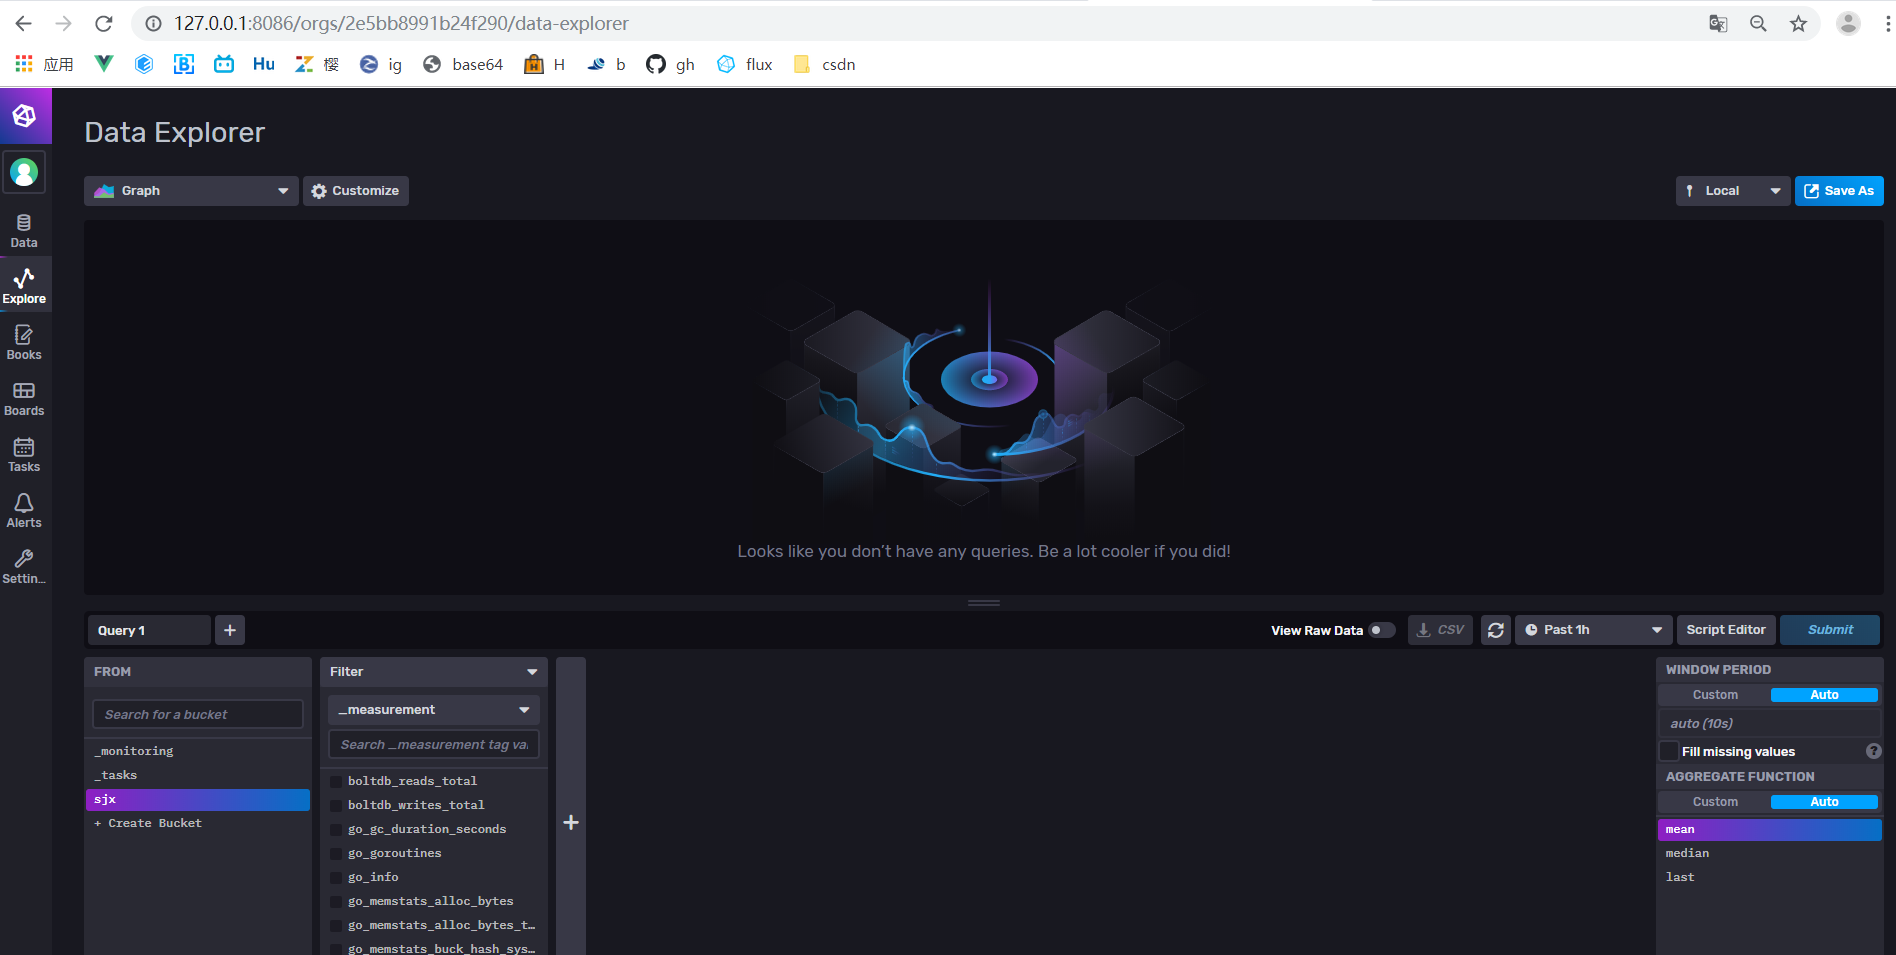 127.0.0.1:8086/orgs/2e5bb8991b24f290/data-explorer
应用 Hu 樱 ig base64 H b gh flux csdn
Data Explorer
Graph Customize Local Save As
Data
Explore
Books
Boards
Tasks
Alerts
Settin...
Looks like you don't have any queries. Be a lot cooler if you did!
Query 1 + View Raw Data CSV Past 1h Script Editor Submit
FROM
Search for a bucket
_monitoring
_tasks
sjx
+ Create Bucket
Filter
_measurement
Search _measurement tag va
boltdb_reads_total
boltdb_writes_total
go_gc_duration_seconds
go_goroutines
go_info
go_memstats_alloc_bytes
go_memstats_alloc_bytes_t…
go_memstats_buck_hash_sys…
+
WINDOW PERIOD
Custom Auto
auto (10s)
Fill missing values ?
AGGREGATE FUNCTION
Custom Auto
mean
median
last